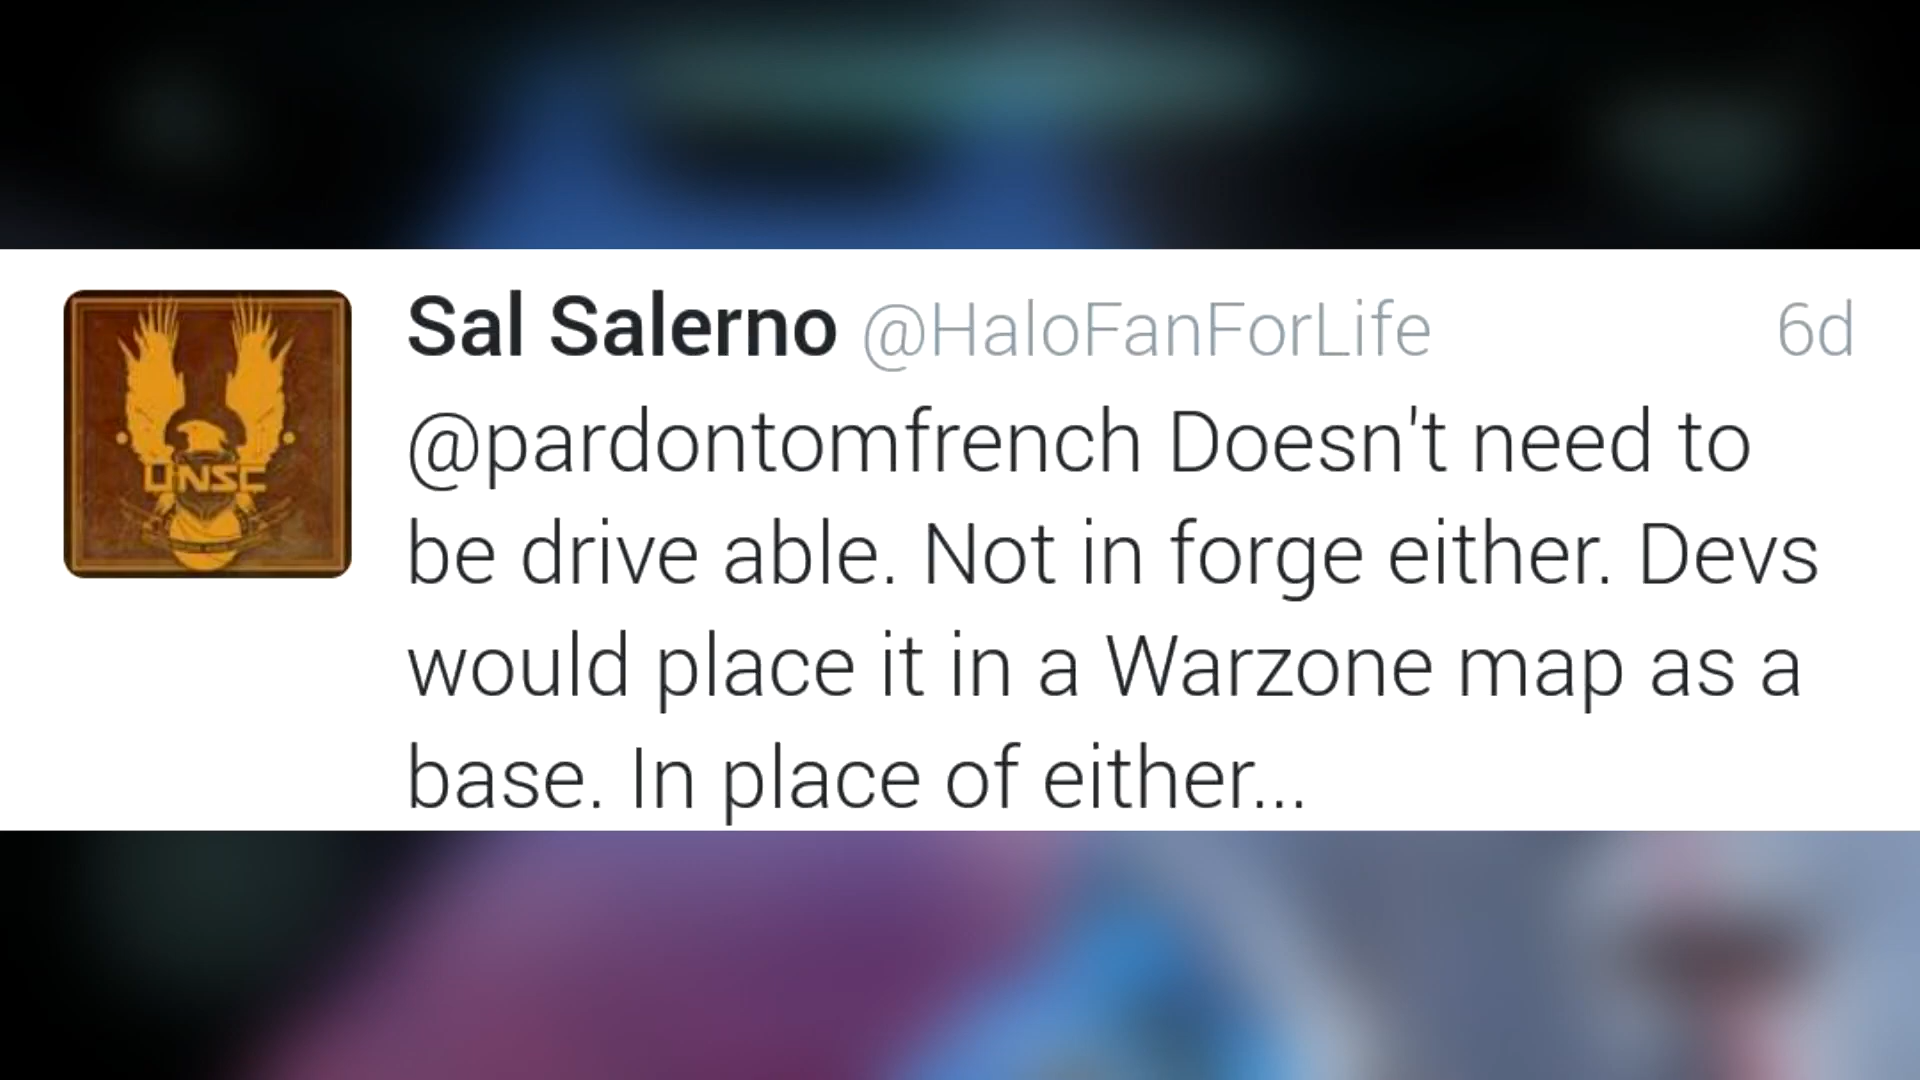 Sal Salerno @HaloFanForLife 6d
@pardontomfrench Doesn't need to
be drive able. Not in forge either. Devs
would place it in a Warzone map as a
base. In place of either...
UNSC